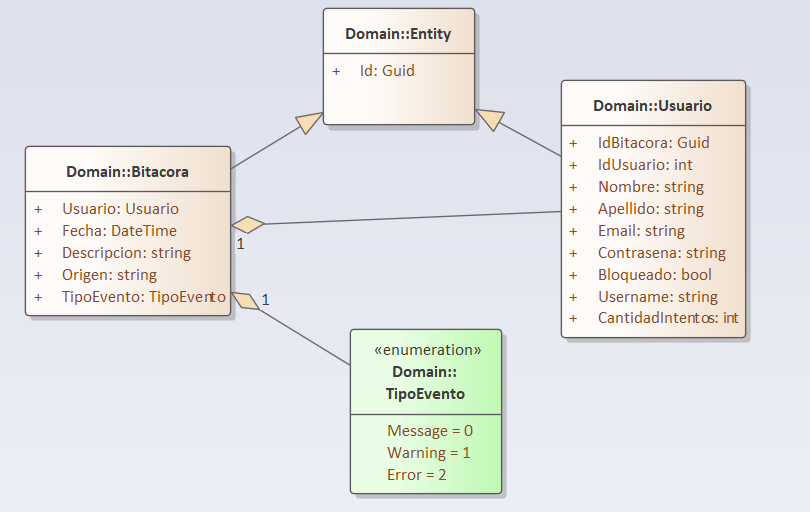 Domain::Entity
+ Id: Guid
Domain::Usuario
+ IdBitacora: Guid
+ IdUsuario: int
+ Nombre: string
+ Apellido: string
+ Email: string
+ Contrasena: string
+ Bloqueado: bool
+ Username: string
+ CantidadIntentos: int
Domain::Bitacora
+ Usuario: Usuario
+ Fecha: DateTime
+ Descripcion: string
+ Origen: string
+ TipoEvento: TipoEvento
1
1
«enumeration»
Domain::
TipoEvento
Message = 0
Warning = 1
Error = 2